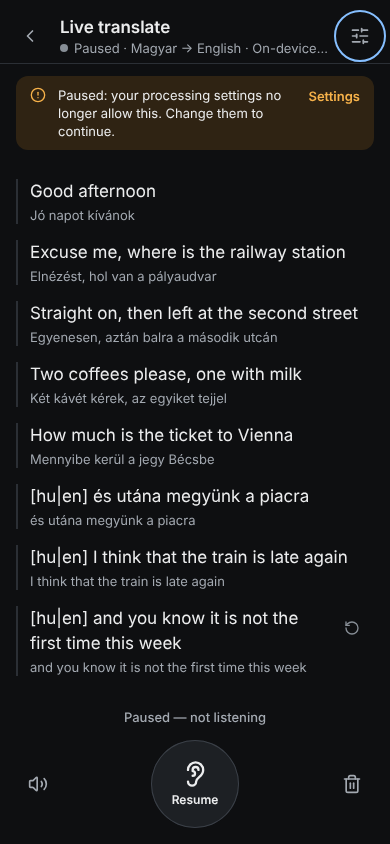 Live translate
Paused · Magyar → English · On-device...
Paused: your processing settings no
longer allow this. Change them to
continue.
Settings
Good afternoon
Jó napot kívánok
Excuse me, where is the railway station
Elnézést, hol van a pályaudvar
Straight on, then left at the second street
Egyenesen, aztán balra a második utcán
Two coffees please, one with milk
Két kávét kérek, az egyiket tejjel
How much is the ticket to Vienna
Mennyibe kerül a jegy Bécsbe
[hu|en] és utána megyünk a piacra
és utána megyünk a piacra
[hu|en] I think that the train is late again
I think that the train is late again
[hu|en] and you know it is not the
first time this week
and you know it is not the first time this week
Paused — not listening
Resume